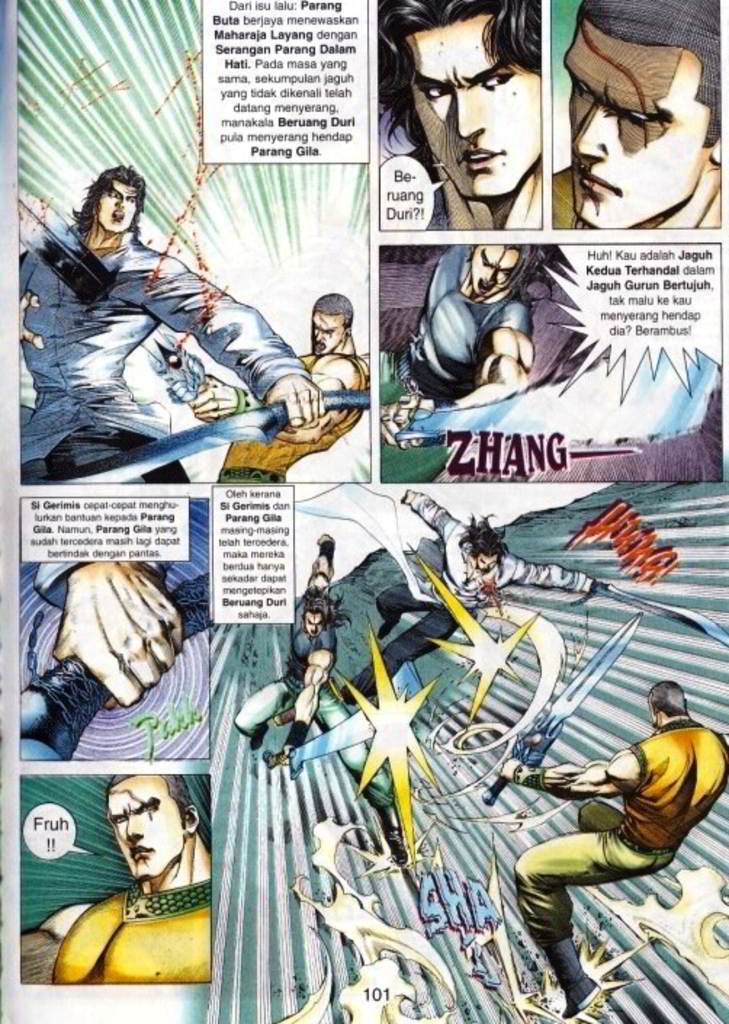 Dari isu lalu: Parang
Buta berjaya menewaskan
Maharaja Layang dengan
Serangan Parang Dalam
Hati. Pada masa yang
sama, sekumpulan jaguh
yang tidak dikenali telah
datang menyerang,
manakala Beruang Duri
pula menyerang hendap
Parang Gila.
Be-
ruang
Duri?!
Huh! Kau adalah Jaguh
Kedua Terhandal dalam
Jaguh Gurun Bertujuh,
tak malu ke kau
menyerang hendap
dia? Berambus!
ZHANG
Si Gerimis cepat-cepat menghu-
lurkan bantuan kepada Parang
Gila. Namun, Parang Gila yang
sudah tercedera masih lagi dapat
bertindak dengan pantas.
Oleh kerana
Si Gerimis dan
Parang Gila
masing-masing
telah tercedera,
maka mereka
berdua hanya
sekadar dapat
mengetepikan
Beruang Duri
sahaja.
Pakk
Fruh
!!
101